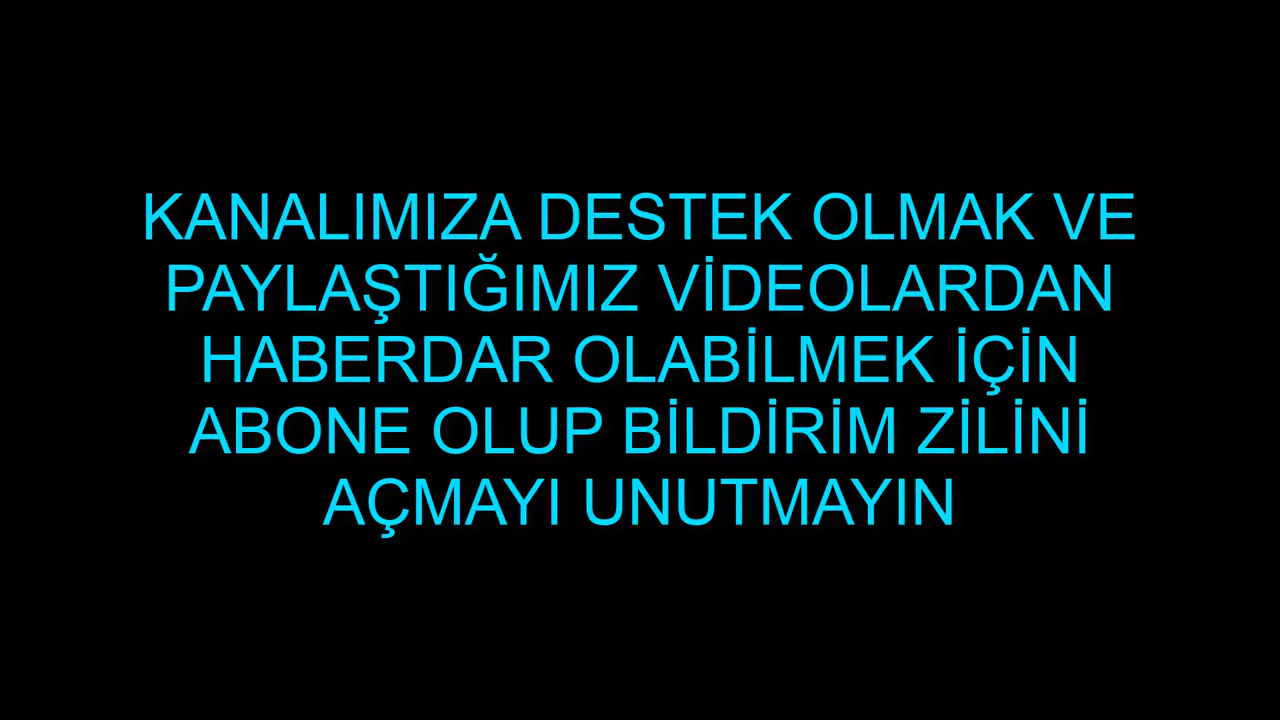 KANALIMIZA DESTEK OLMAK VE
PAYLAŞTIĞIMIZ VİDEOLARDAN
HABERDAR OLABİLMEK İÇİN
ABONE OLUP BİLDİRİM ZİLİNİ
AÇMAYI UNUTMAYIN